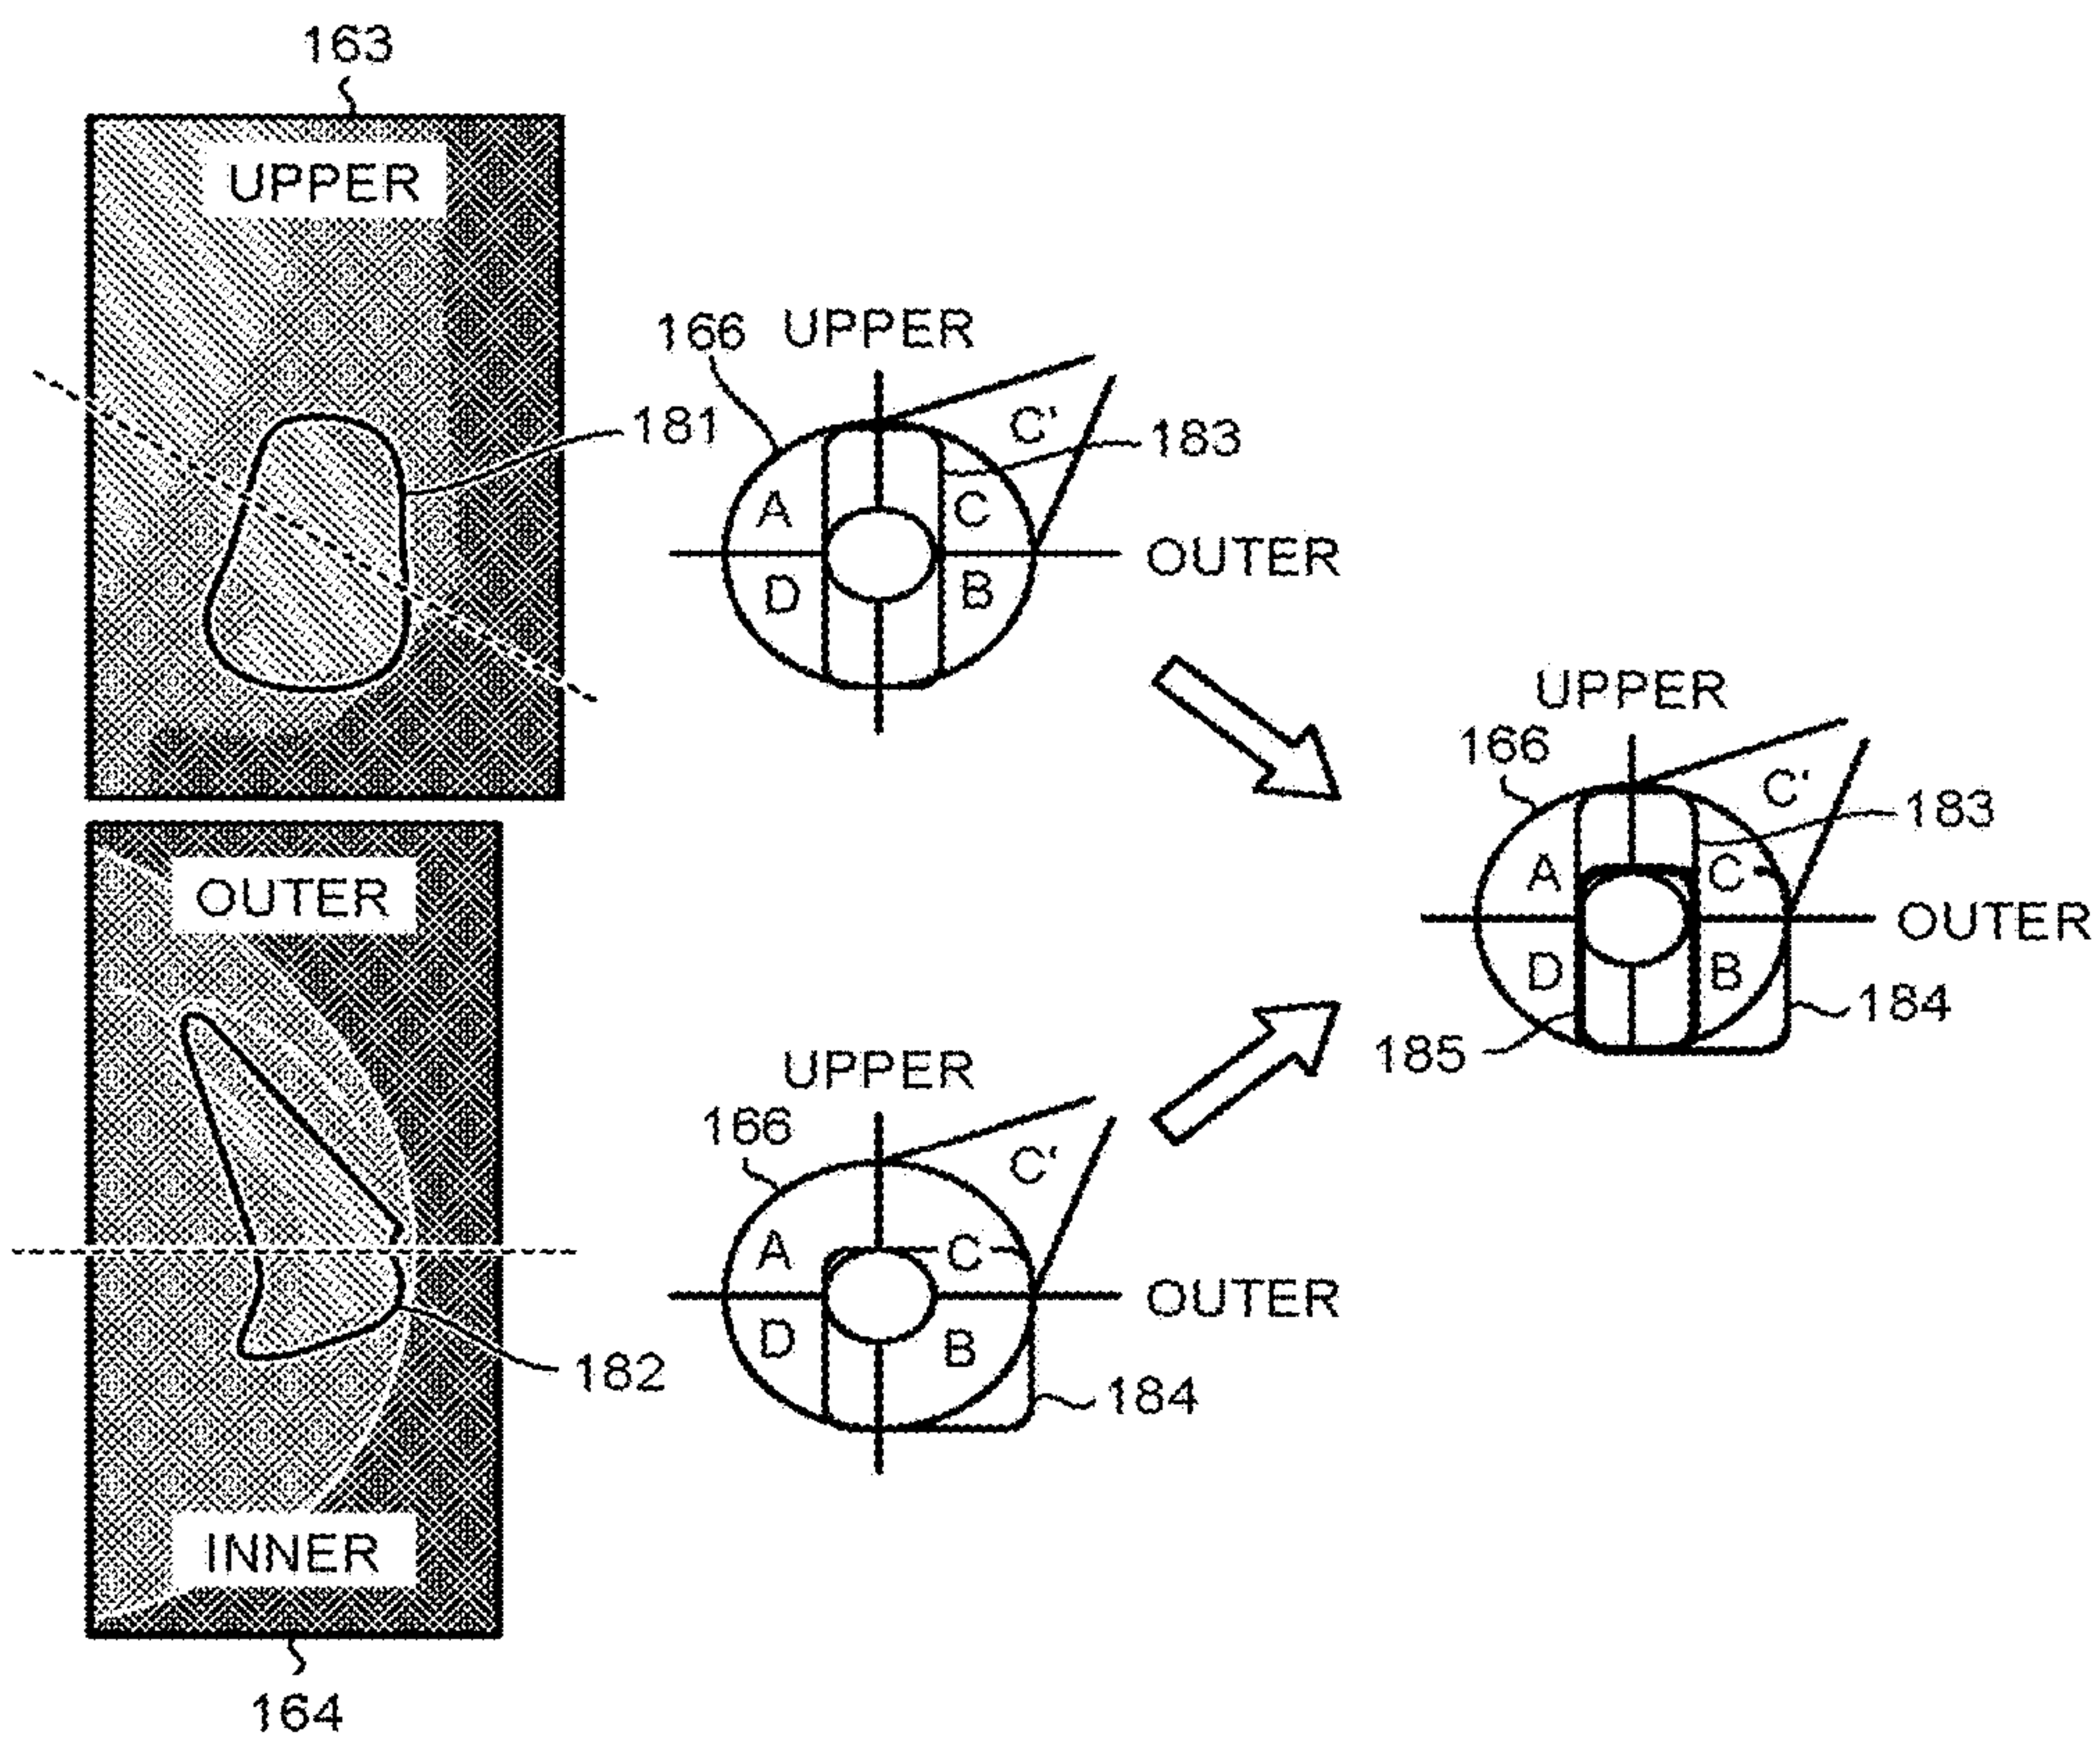 163
UPPER
181
166 UPPER
C'
183
A
C
OUTER
D
B
OUTER
INNER
182
164
UPPER
166
C'
A
C
OUTER
D
B
184
UPPER
166
C'
183
A
C
OUTER
D
B
184
185